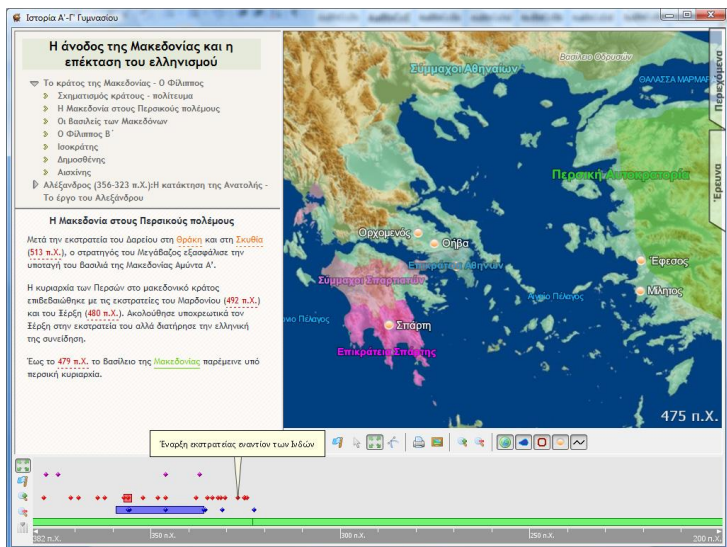 Ιστορία Α'-Γ' Γυμνασίου
Η άνοδος της Μακεδονίας και η
επέκταση του ελληνισμού
Το κράτος της Μακεδονίας - Ο Φίλιππος
Σχηματισμός κράτους - πολίτευμα
Η Μακεδονία στους Περσικούς πολέμους
Οι βασιλείς των Μακεδόνων
Ο Φίλιππος Β΄
Ισοκράτης
Δημοσθένης
Αισχίνης
Αλέξανδρος (356-323 π.Χ.):Η κατάκτηση της Ανατολής -
Το έργο του Αλεξάνδρου
Η Μακεδονία στους Περσικούς πολέμους
Μετά την εκστρατεία του Δαρείου στη Θράκη και στη Σκυθία
(513 π.Χ.), ο στρατηγός του Μεγάβαζος εξασφάλισε την
υποταγή του βασιλιά της Μακεδονίας Αμύντα Α'.
Η κυριαρχία των Περσών στο μακεδονικό κράτος
επιβεβαιώθηκε με τις εκστρατείες του Μαρδονίου (492 π.Χ.)
και του Ξέρξη (480 π.Χ.). Ακολούθησε υποχρεωτικά τον
Ξέρξη στην εκστρατεία του αλλά διατήρησε την ελληνική
της συνείδηση.
Έως το 479 π.Χ. το Βασίλειο της Μακεδονίας παρέμεινε υπό
περσική κυριαρχία.
Βασίλειο Οδρυσών
Σύμμαχοι Αθηναίων
ΘΑΛΑΣΣΑ ΜΑΡΜΑΡ
Περσική Αυτοκρατορία
Ορχομενός
Θήβα
Επικράτεια Αθηνών
Έφεσος
Σύμμαχοι Σπαρτιατών
Μίλητος
Αιγαίο Πέλαγος
νιο Πέλαγος
Σπάρτη
Επικράτεια Σπάρτης
475 π.Χ.
Περιεχόμενα
Έρευνα
Έναρξη εκστρατείας εναντίον των Ινδών
382 π.Χ.
350 π.Χ.
300 π.Χ.
250 π.Χ.
200 π.Χ.